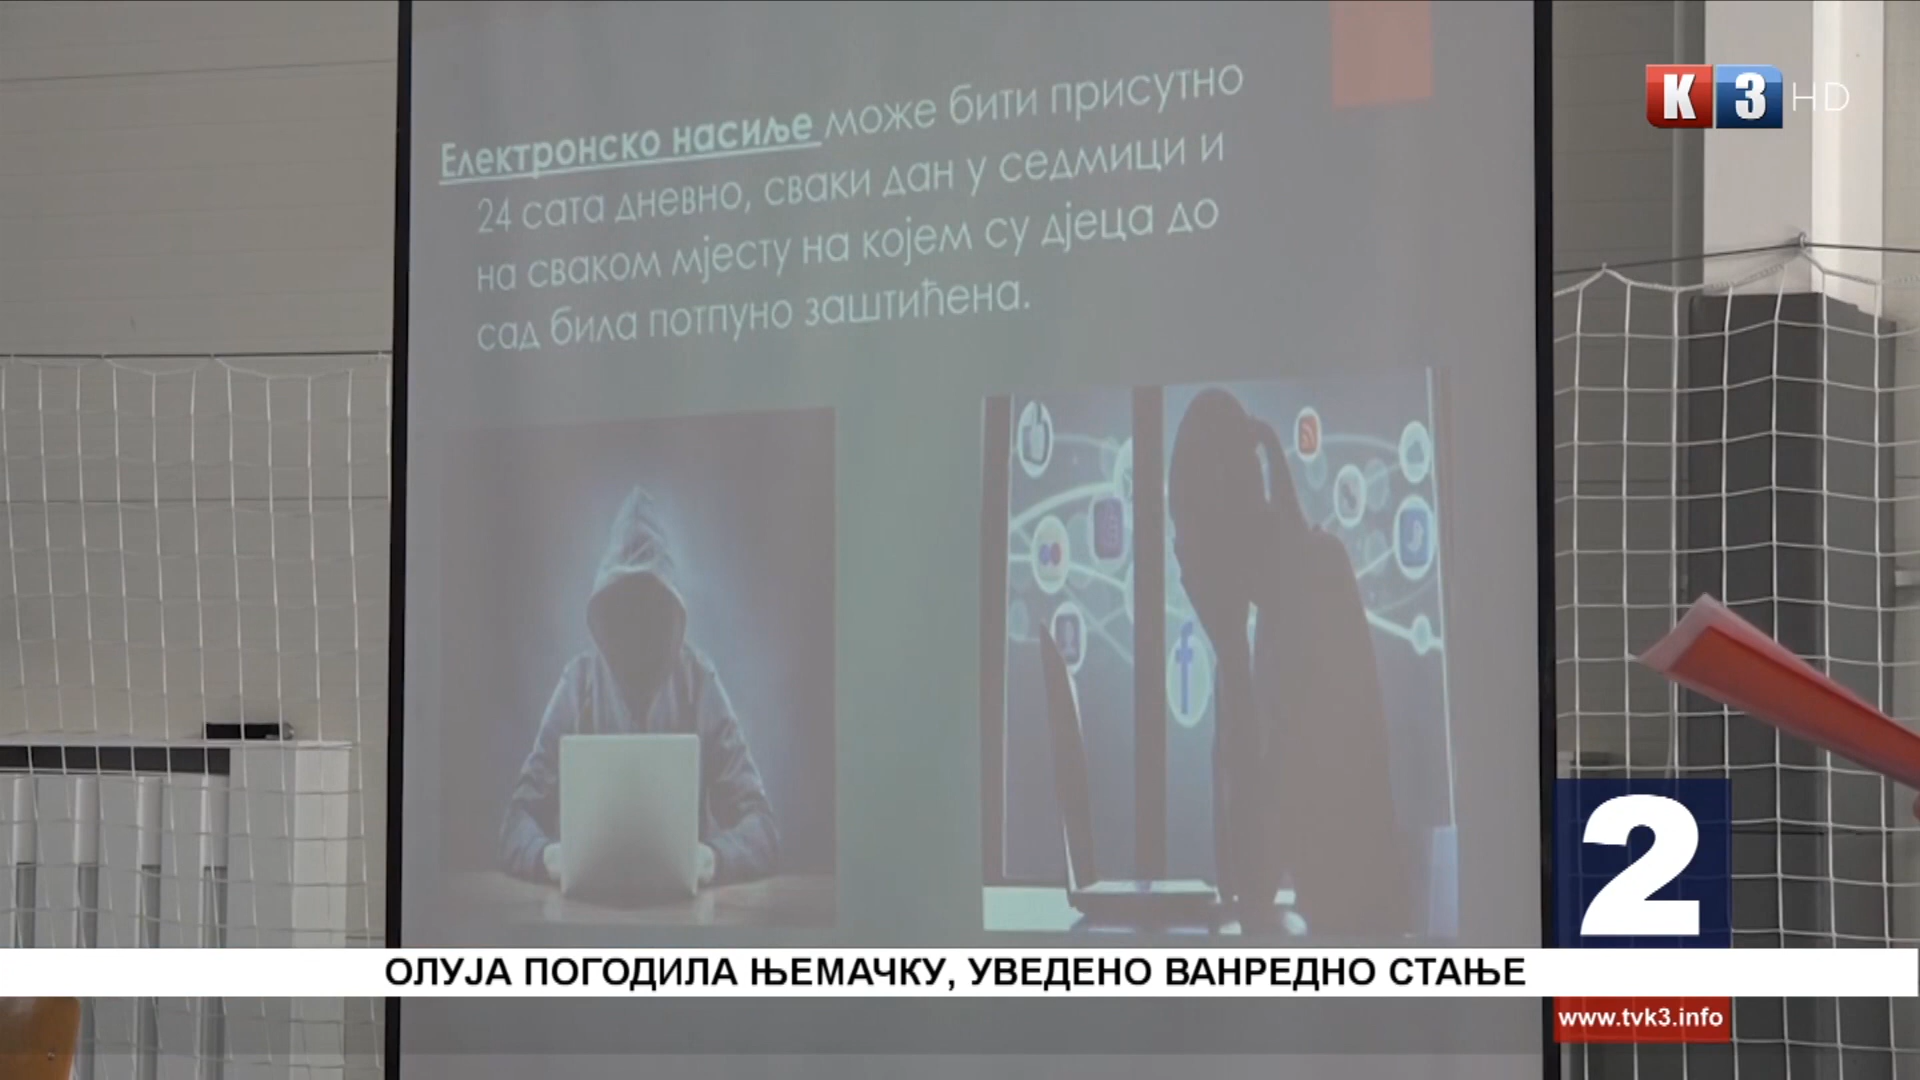 Електронско насиље може бити присутно
24 сата дневно, сваки дан у седмици и
на сваком мјесту на којем су дјеца до
сад била потпуно заштићена.
К3 HD
f
2
ОЛУЈА ПОГОДИЛА ЊЕМАЧКУ, УВЕДЕНО ВАНРЕДНО СТАЊЕ
www.tvk3.info